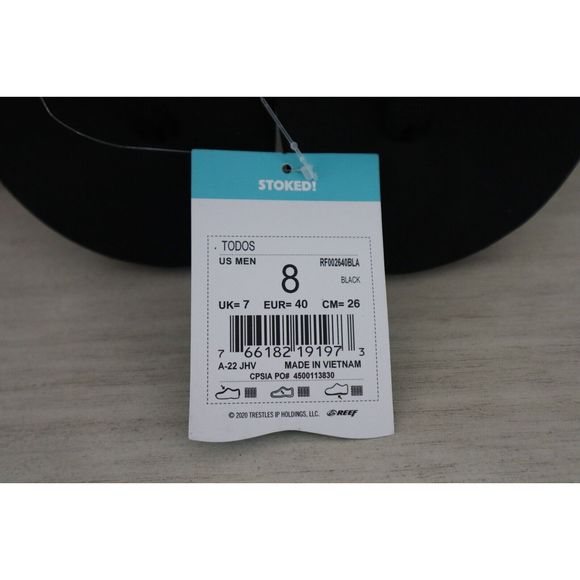 STOKED!
TODOS
US MEN 8 RF002640BLA
BLACK
UK= 7 EUR= 40 CM= 26
7 66182 19197 3
A-22 JHV MADE IN VIETNAM
CPSIA PO# 4500113830
© 2020 TRESTLES IP HOLDINGS, LLC. REEF